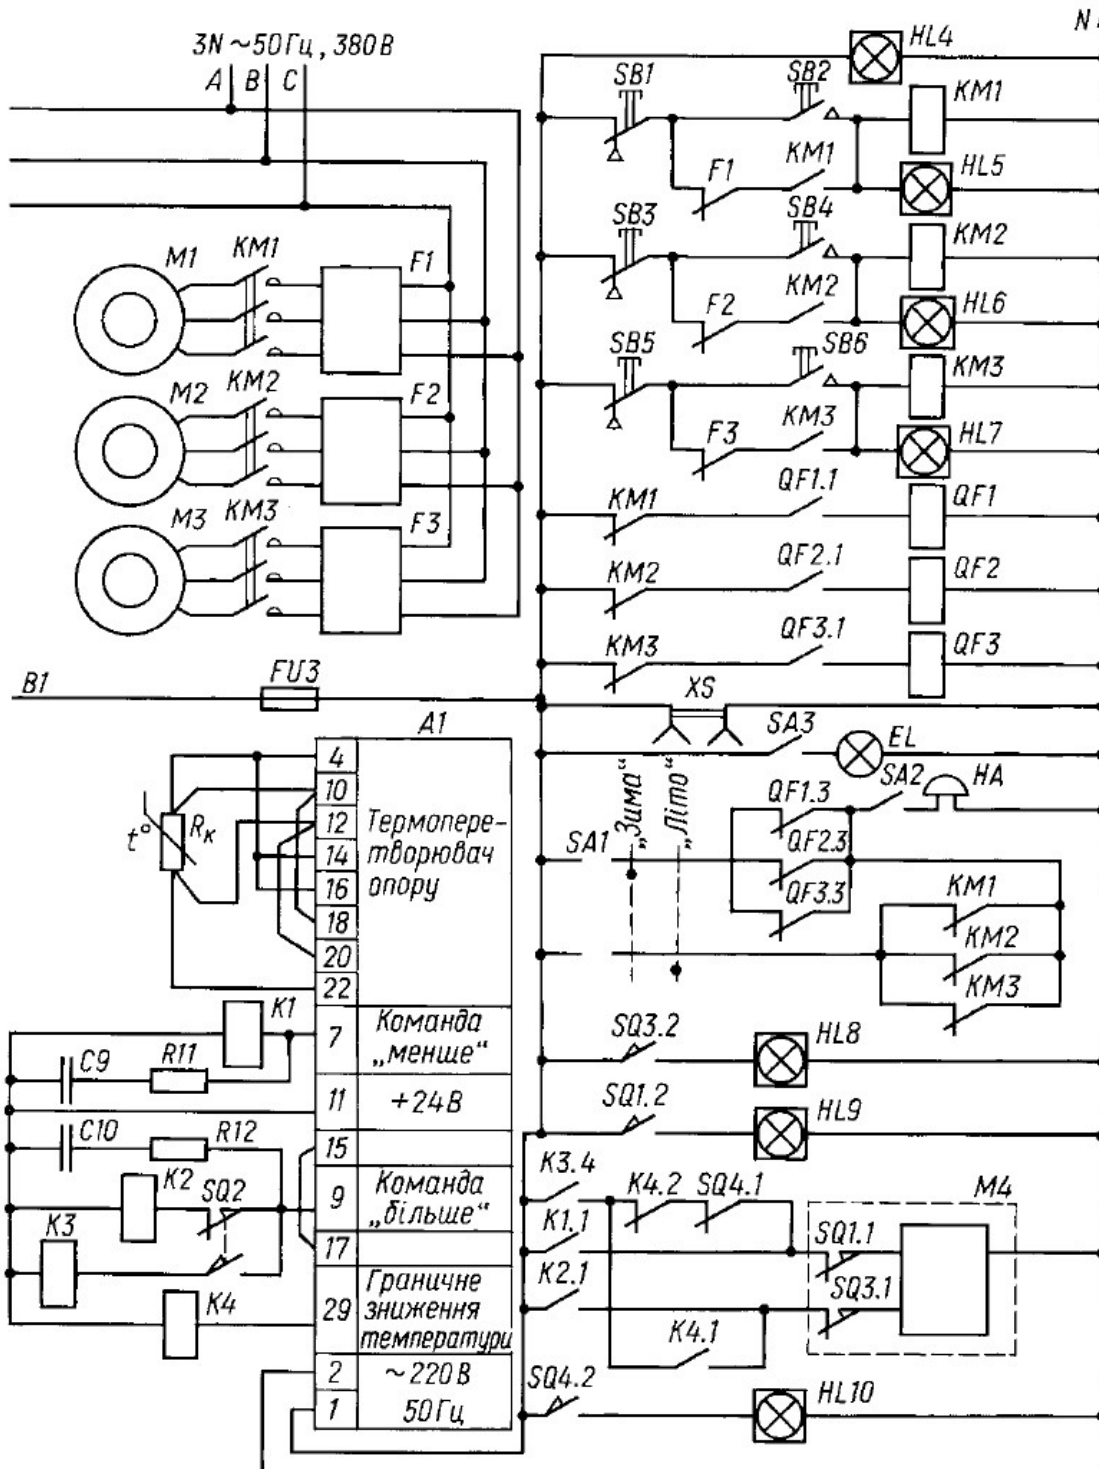 N
3N ~50Гц, 380В
A B C
HL4
SB1
SB2
KM1
F1
KM1
HL5
SB3
SB4
KM2
F2
KM2
HL6
SB5
SB6
KM3
F3
KM3
HL7
M1
KM1
F1
M2
KM2
F2
M3
KM3
F3
KM1
QF1.1
QF1
KM2
QF2.1
QF2
KM3
QF3.1
QF3
B1
FU3
XS
SA3
EL
SA2
HA
SA1
„Зима“
„Літо“
QF1.3
QF2.3
QF3.3
KM1
KM2
KM3
A1
t°
Rк
4
10
12
14
16
18
20
22
Термопере-
творювач
опору
K1
7
Команда
„менше“
C9
R11
11
+24В
C10
R12
15
K2
SQ2
9
Команда
„більше“
K3
17
K4
29
Граничне
зниження
температури
2
~220В
1
50Гц
SQ3.2
HL8
SQ1.2
HL9
K3.4
K4.2
SQ4.1
M4
K1.1
SQ1.1
K2.1
SQ3.1
K4.1
SQ4.2
HL10